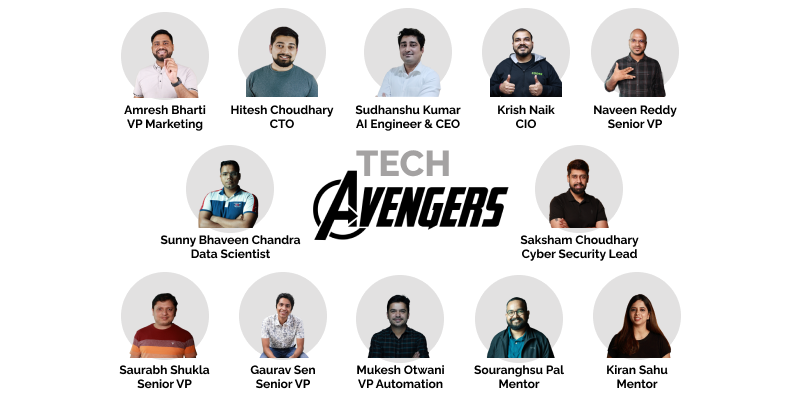 Amresh Bharti
VP Marketing
Hitesh Choudhary
CTO
Sudhanshu Kumar
AI Engineer & CEO
Krish Naik
CIO
Naveen Reddy
Senior VP
TECH
AVENGERS
Sunny Bhaveen Chandra
Data Scientist
Saksham Choudhary
Cyber Security Lead
Saurabh Shukla
Senior VP
Gaurav Sen
Senior VP
Mukesh Otwani
VP Automation
Souranghsu Pal
Mentor
Kiran Sahu
Mentor